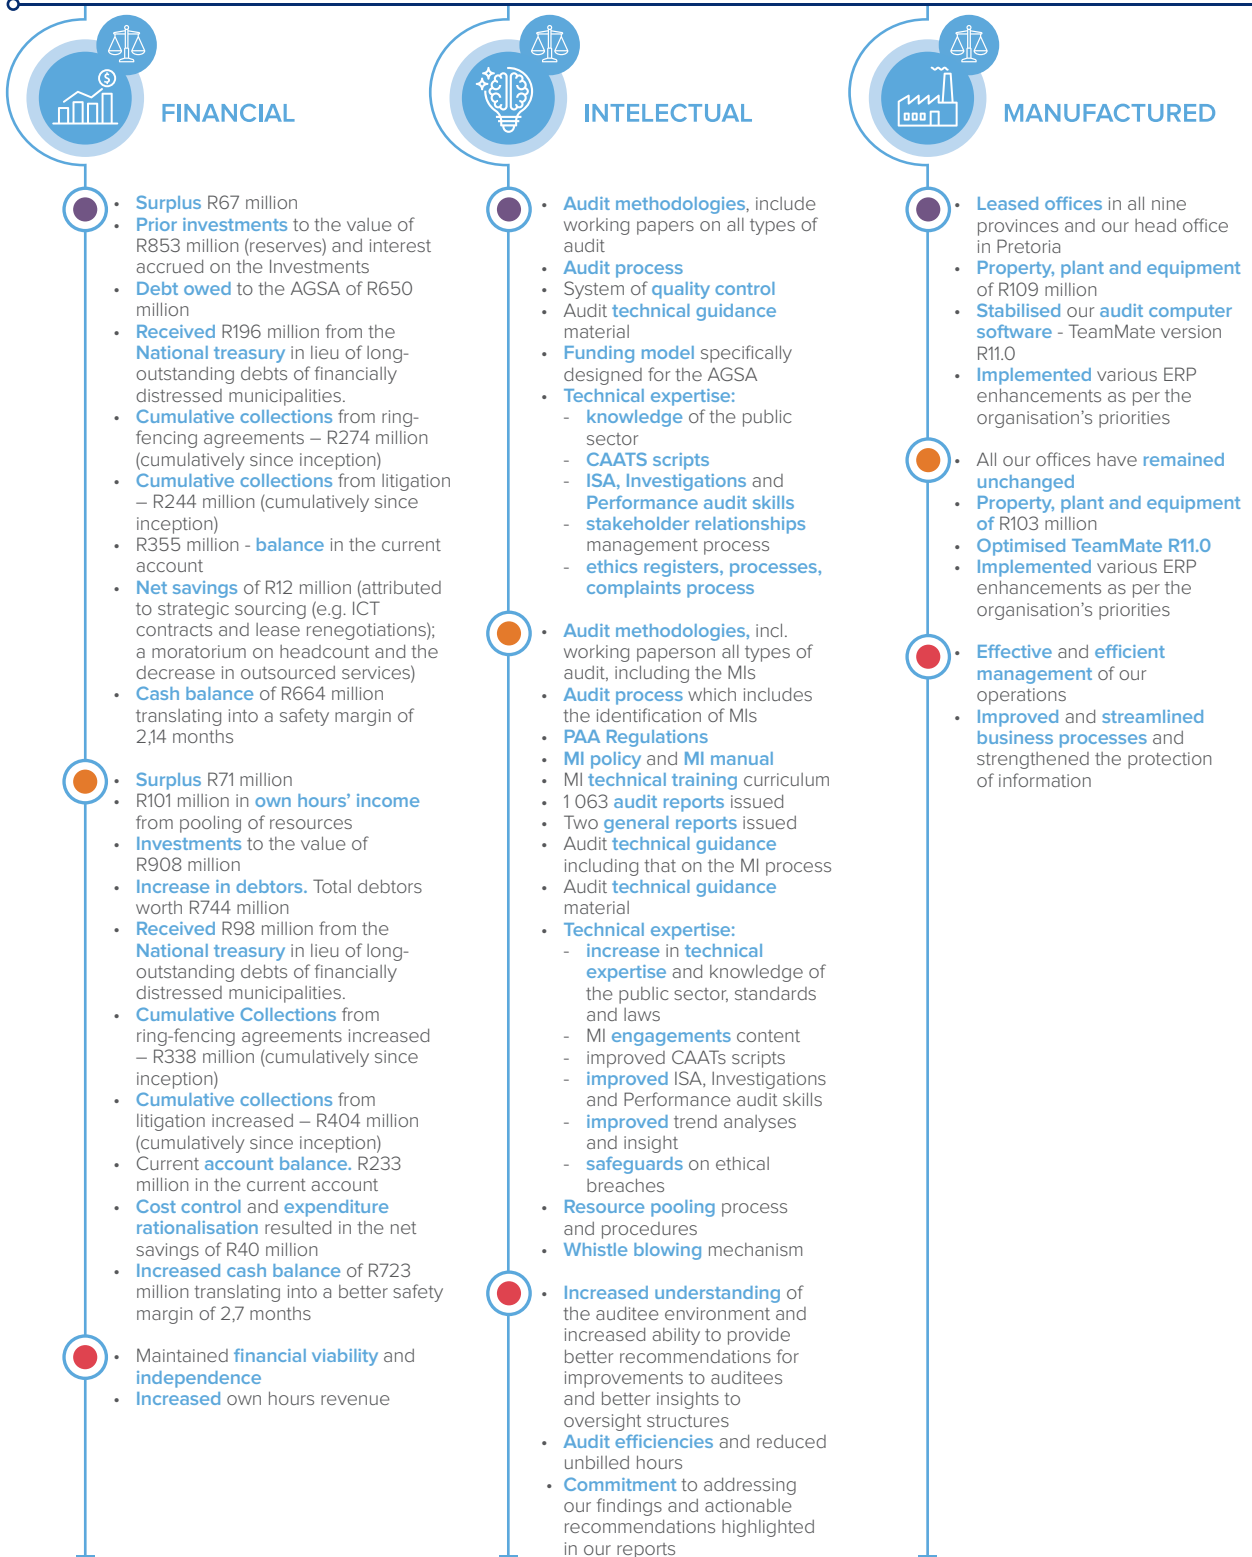 FINANCIAL
• Surplus R67 million
• Prior investments to the value of
R853 million (reserves) and interest
accrued on the Investments
• Debt owed to the AGSA of R650
million
• Received R196 million from the
National treasury in lieu of long-
outstanding debts of financially
distressed municipalities.
• Cumulative collections from ring-
fencing agreements – R274 million
(cumulatively since inception)
• Cumulative collections from litigation
– R244 million (cumulatively since
inception)
• R355 million - balance in the current
account
• Net savings of R12 million (attributed
to strategic sourcing (e.g. ICT
contracts and lease renegotiations);
a moratorium on headcount and the
decrease in outsourced services)
• Cash balance of R664 million
translating into a safety margin of
2,14 months
• Surplus R71 million
• R101 million in own hours’ income
from pooling of resources
• Investments to the value of
R908 million
• Increase in debtors. Total debtors
worth R744 million
• Received R98 million from the
National treasury in lieu of long-
outstanding debts of financially
distressed municipalities.
• Cumulative Collections from
ring-fencing agreements increased
– R338 million (cumulatively since
inception)
• Cumulative collections from
litigation increased – R404 million
(cumulatively since inception)
• Current account balance. R233
million in the current account
• Cost control and expenditure
rationalisation resulted in the net
savings of R40 million
• Increased cash balance of R723
million translating into a better safety
margin of 2,7 months
• Maintained financial viability and
independence
• Increased own hours revenue
INTELECTUAL
• Audit methodologies, include
working papers on all types of
audit
• Audit process
• System of quality control
• Audit technical guidance
material
• Funding model specifically
designed for the AGSA
• Technical expertise:
- knowledge of the public
sector
- CAATS scripts
- ISA, Investigations and
Performance audit skills
- stakeholder relationships
management process
- ethics registers, processes,
complaints process
• Audit methodologies, incl.
working paperson all types of
audit, including the MIs
• Audit process which includes
the identification of MIs
• PAA Regulations
• MI policy and MI manual
• MI technical training curriculum
• 1 063 audit reports issued
• Two general reports issued
• Audit technical guidance
including that on the MI process
• Audit technical guidance
material
• Technical expertise:
- increase in technical
expertise and knowledge of
the public sector, standards
and laws
- MI engagements content
- improved CAATs scripts
- improved ISA, Investigations
and Performance audit skills
- improved trend analyses
and insight
- safeguards on ethical
breaches
• Resource pooling process
and procedures
• Whistle blowing mechanism
• Increased understanding of
the auditee environment and
increased ability to provide
better recommendations for
improvements to auditees
and better insights to
oversight structures
• Audit efficiencies and reduced
unbilled hours
• Commitment to addressing
our findings and actionable
recommendations highlighted
in our reports
MANUFACTURED
• Leased offices in all nine
provinces and our head office
in Pretoria
• Property, plant and equipment
of R109 million
• Stabilised our audit computer
software - TeamMate version
R11.0
• Implemented various ERP
enhancements as per the
organisation’s priorities
• All our offices have remained
unchanged
• Property, plant and equipment
of R103 million
• Optimised TeamMate R11.0
• Implemented various ERP
enhancements as per the
organisation’s priorities
• Effective and efficient
management of our
operations
• Improved and streamlined
business processes and
strengthened the protection
of information